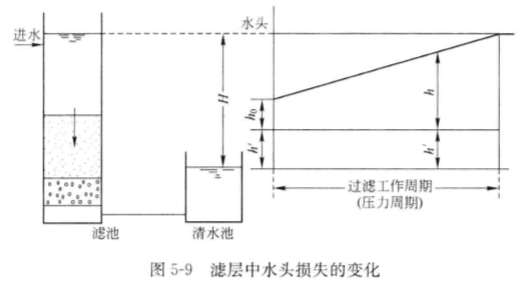 进水
水头
H
h₀
h
h'
h'
过滤工作周期
(压力周期)
滤池
清水池
图 5-9 滤层中水头损失的变化